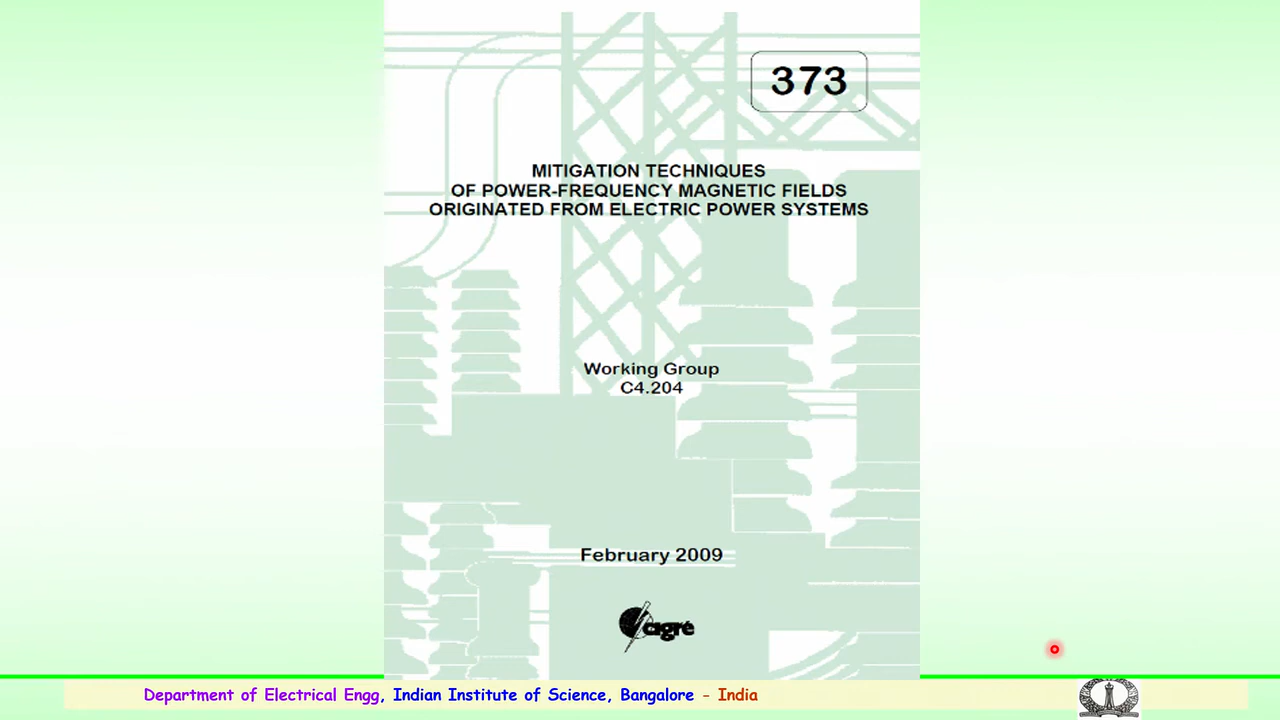 373
MITIGATION TECHNIQUES
OF POWER-FREQUENCY MAGNETIC FIELDS
ORIGINATED FROM ELECTRIC POWER SYSTEMS
Working Group
C4.204
February 2009
cigré
Department of Electrical Engg, Indian Institute of Science, Bangalore - India